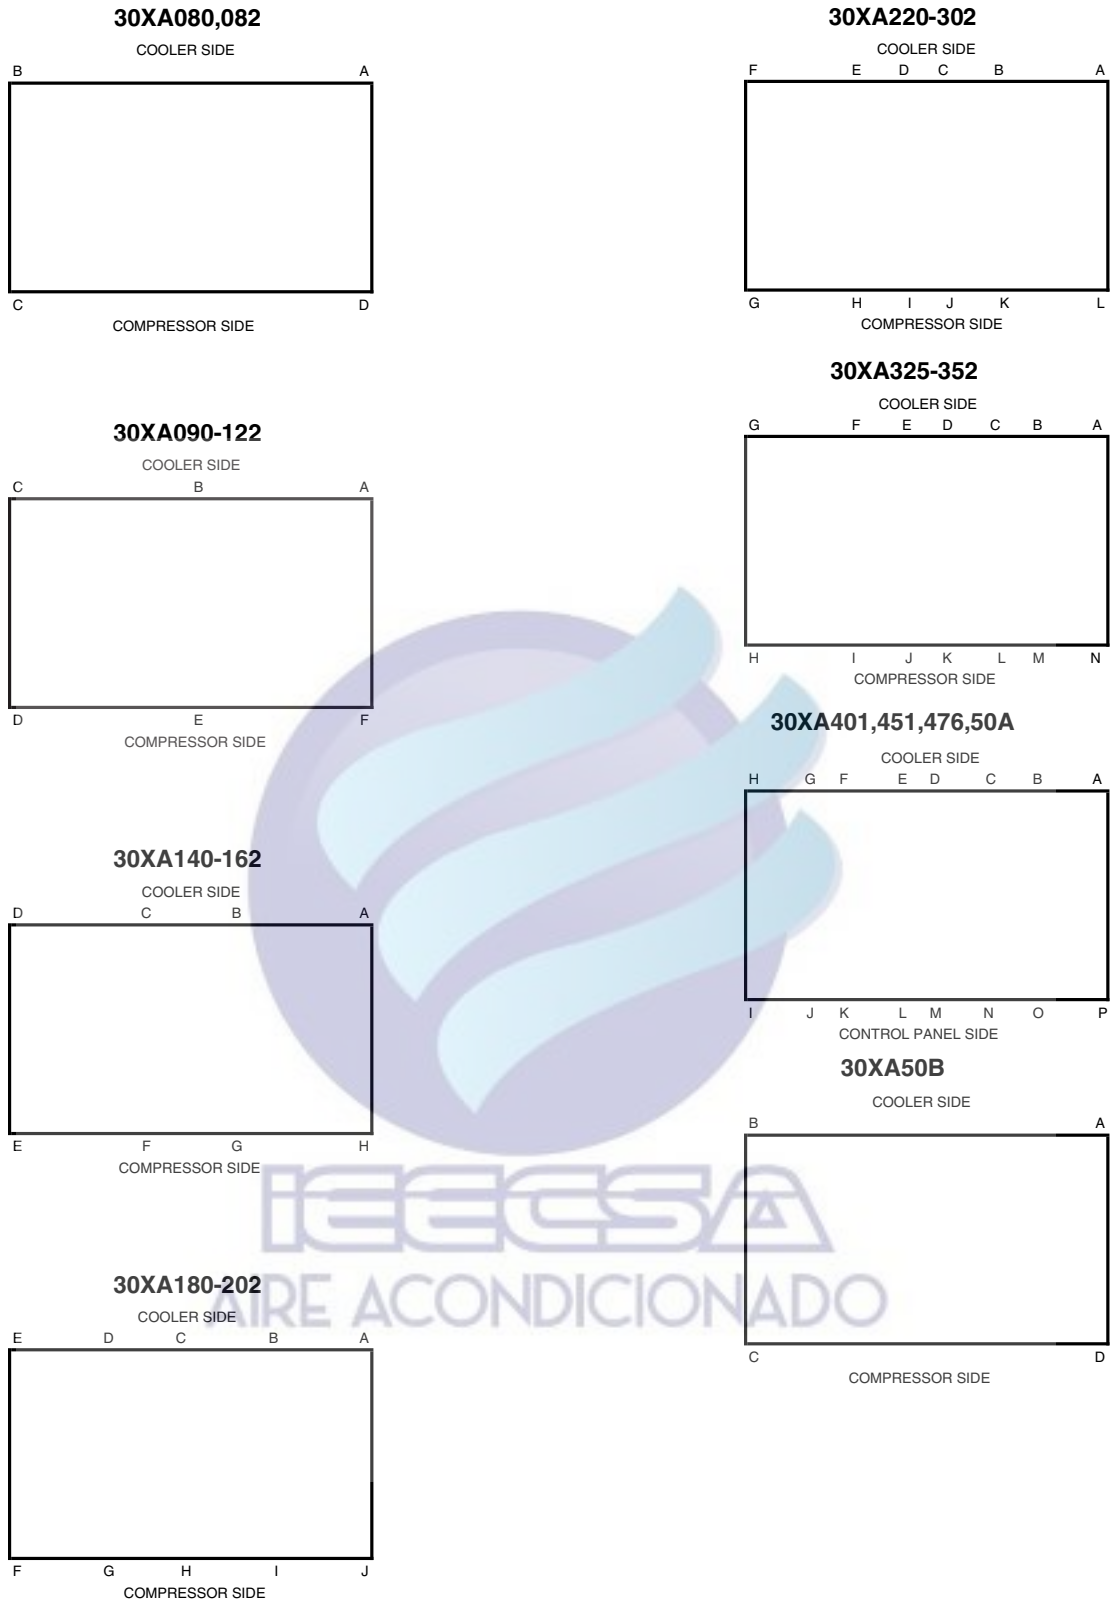 30XA080,082
COOLER SIDE
B A
C D
COMPRESSOR SIDE
30XA090-122
COOLER SIDE
C B A
D E F
COMPRESSOR SIDE
30XA140-162
COOLER SIDE
D C B A
E F G H
COMPRESSOR SIDE
30XA180-202
COOLER SIDE
E D C B A
F G H I J
COMPRESSOR SIDE
30XA220-302
COOLER SIDE
F E D C B A
G H I J K L
COMPRESSOR SIDE
30XA325-352
COOLER SIDE
G F E D C B A
H I J K L M N
COMPRESSOR SIDE
30XA401,451,476,50A
COOLER SIDE
H G F E D C B A
I J K L M N O P
CONTROL PANEL SIDE
30XA50B
COOLER SIDE
B A
C D
COMPRESSOR SIDE
iEECSA
AIRE ACONDICIONADO